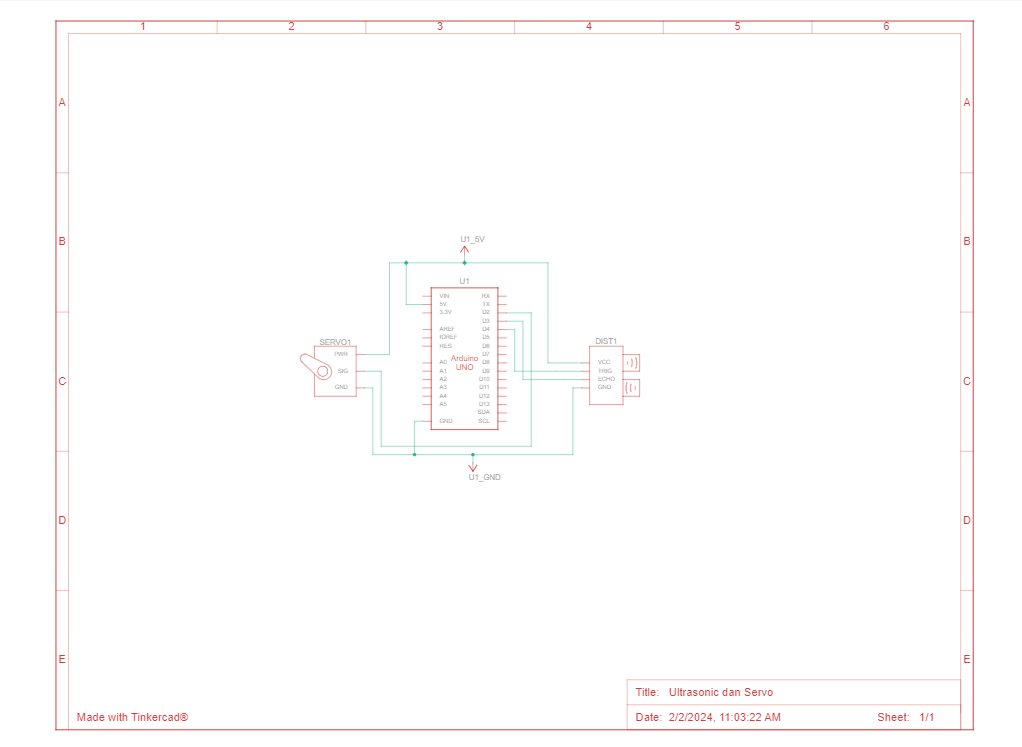 1 2 3 4 5 6
A A
U1_5V
B B
U1
VIN RX
5V TX
3.3V D2
D3
AREF D4
IOREF D5
RES D6
D7
A0 D8
A1 D9
A2 D10
A3 D11
A4 D12
A5 D13
SDA
GND SCL
Arduino
UNO
SERVO1
PWR
SIG
GND
DIST1
VCC
TRIG
ECHO
GND
C C
U1_GND
D D
E E
Title: Ultrasonic dan Servo
Made with Tinkercad®
Date: 2/2/2024, 11:03:22 AM Sheet: 1/1